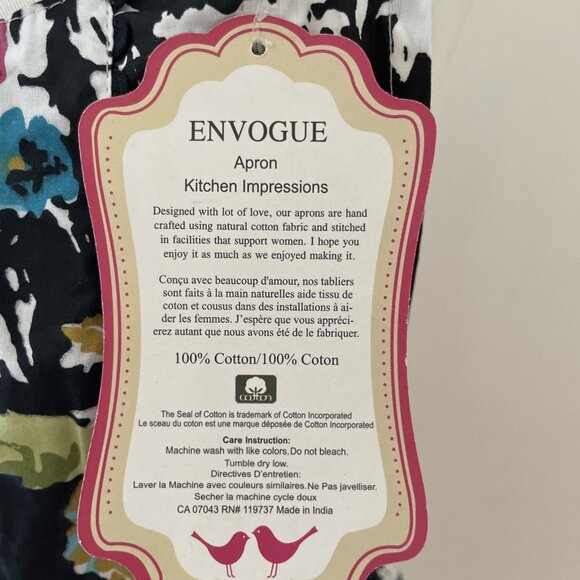 ENVOGUE
Apron
Kitchen Impressions
Designed with lot of love, our aprons are hand
crafted using natural cotton fabric and stitched
in facilities that support women. I hope you
enjoy it as much as we enjoyed making it.
Conçu avec beaucoup d'amour, nos tabliers
sont faits à la main naturelles aide tissu de
coton et cousus dans des installations à ai-
der les femmes. J'espère que vous appréci-
erez autant que nous avons été de le fabriquer.
100% Cotton/100% Coton
COTTON
The Seal of Cotton is trademark of Cotton Incorporated
Le sceau du coton est une marque déposée de Cotton Incorporated
Care Instruction:
Machine wash with like colors.Do not bleach.
Tumble dry low.
Directives D'entretien:
Laver la Machine avec couleurs similaires.Ne Pas javelliser.
Secher la machine cycle doux
CA 07043 RN# 119737 Made in India